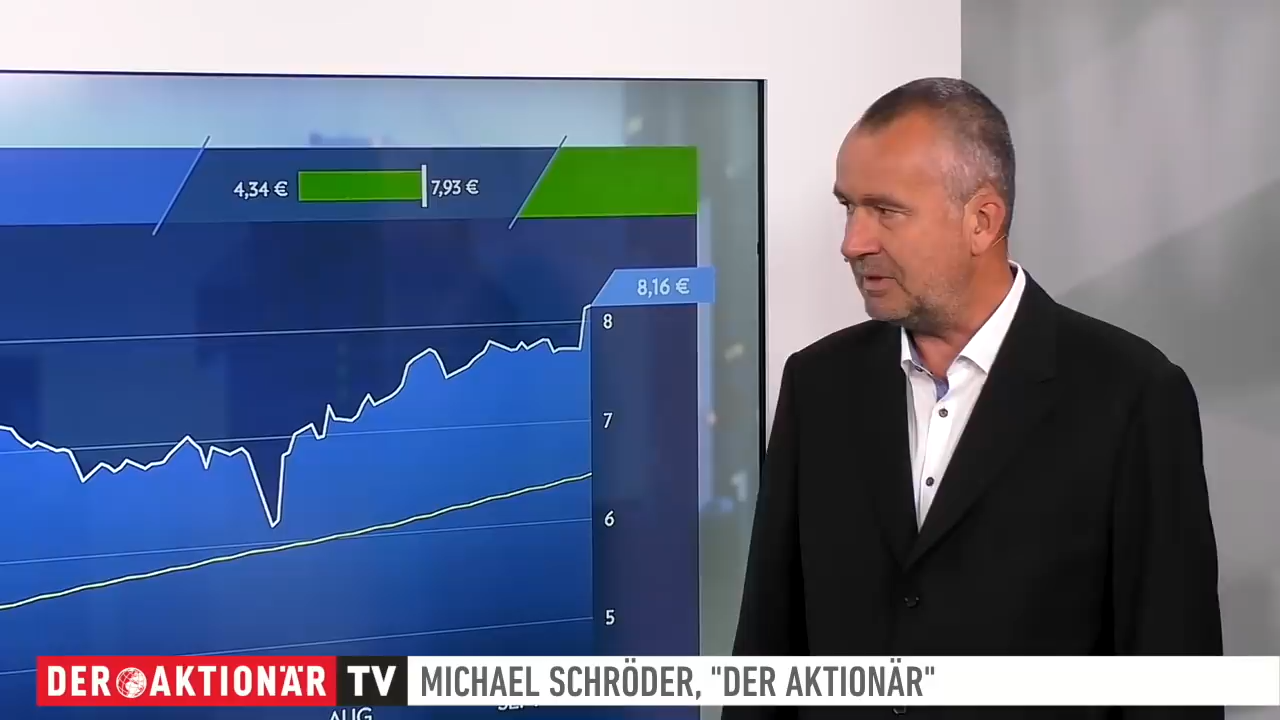 4,34 € 7,93 €
8,16 €
8
7
6
5
DER AKTIONÄR TV
MICHAEL SCHRÖDER, "DER AKTIONÄR"
AUG